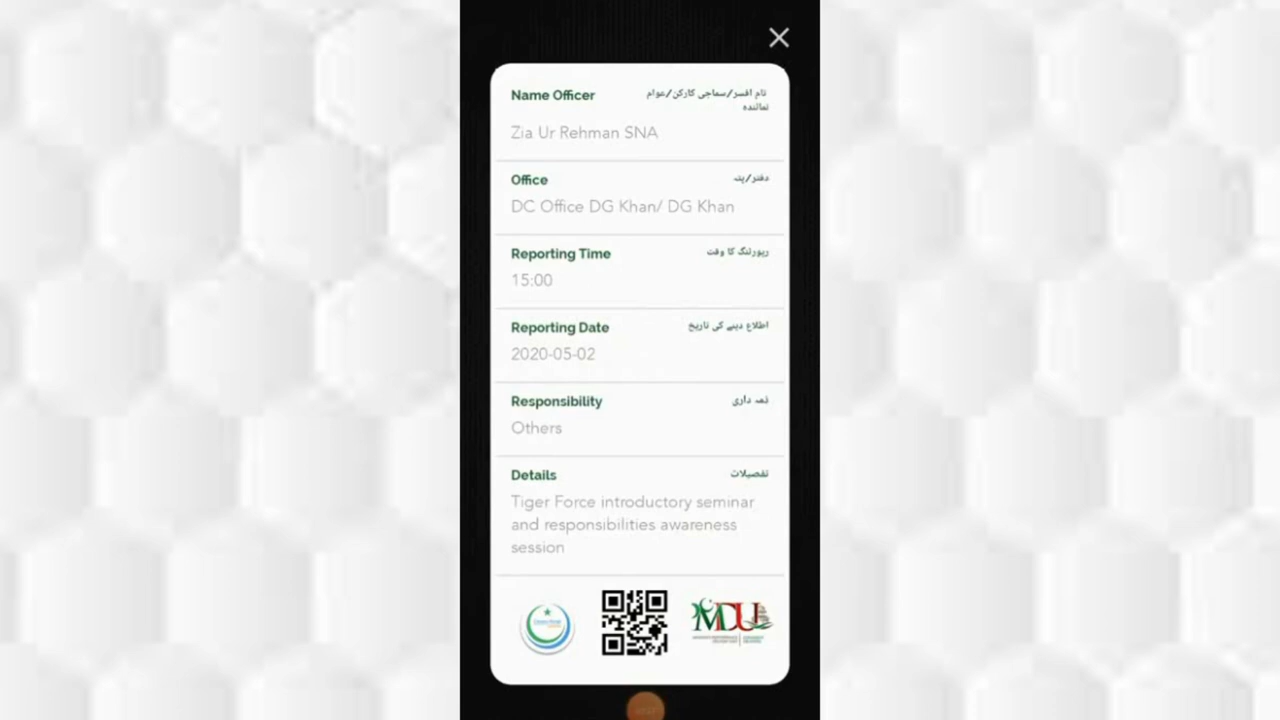 Name Officer
نام افسر/سماجی کارکن/عوام
نمائندہ
Zia Ur Rehman SNA
Office
دفتر/پتہ
DC Office DG Khan/ DG Khan
Reporting Time
رپورٹنگ کا وقت
15:00
Reporting Date
اطلاع دینے کی تاریخ
2020-05-02
Responsibility
ذمہ داری
Others
Details
تفصیلات
Tiger Force introductory seminar
and responsibilities awareness
session
PMDU